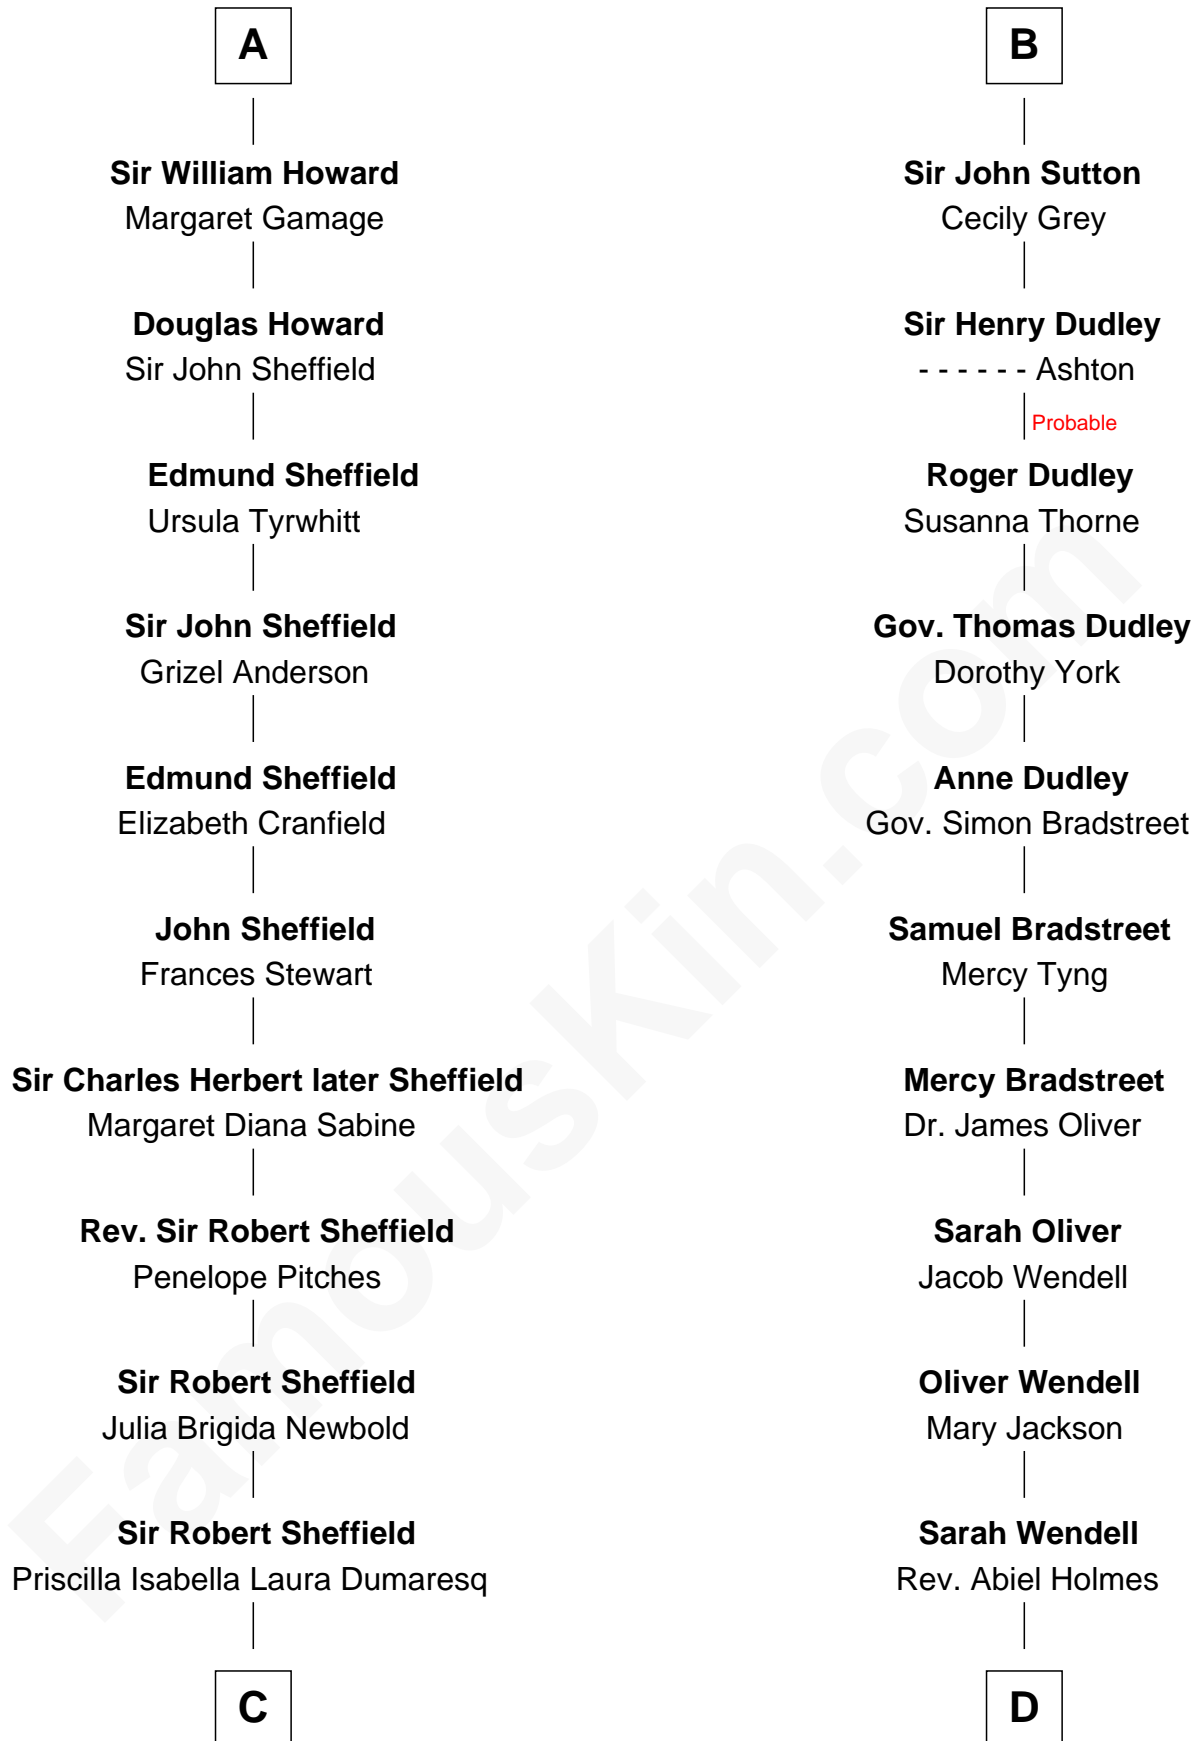 A
Sir William Howard
Margaret Gamage
Douglas Howard
Sir John Sheffield
Edmund Sheffield
Ursula Tyrwhitt
Sir John Sheffield
Grizel Anderson
Edmund Sheffield
Elizabeth Cranfield
John Sheffield
Frances Stewart
Sir Charles Herbert later Sheffield
Margaret Diana Sabine
Rev. Sir Robert Sheffield
Penelope Pitches
Sir Robert Sheffield
Julia Brigida Newbold
Sir Robert Sheffield
Priscilla Isabella Laura Dumaresq
C
B
Sir John Sutton
Cecily Grey
Sir Henry Dudley
- - - - - - Ashton
Probable
Roger Dudley
Susanna Thorne
Gov. Thomas Dudley
Dorothy York
Anne Dudley
Gov. Simon Bradstreet
Samuel Bradstreet
Mercy Tyng
Mercy Bradstreet
Dr. James Oliver
Sarah Oliver
Jacob Wendell
Oliver Wendell
Mary Jackson
Sarah Wendell
Rev. Abiel Holmes
D
FamousKin.com